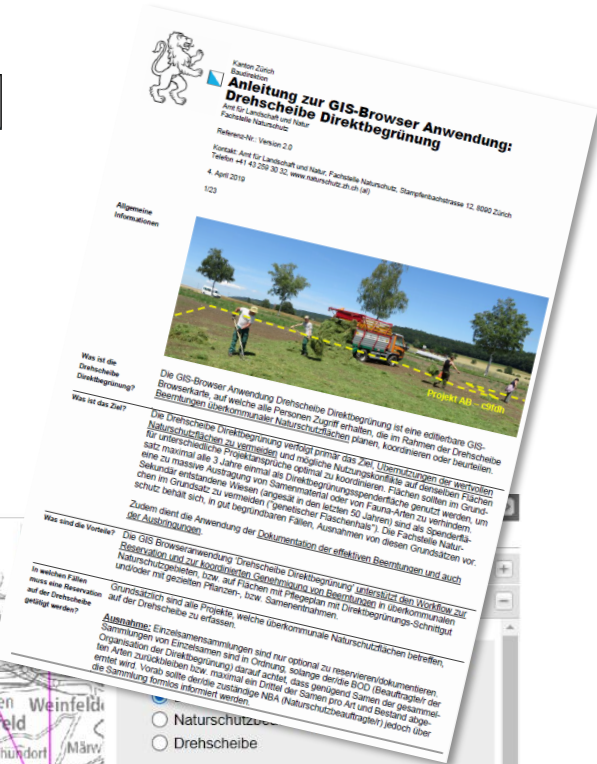 Kanton Zürich
Baudirektion
Anleitung zur GIS-Browser Anwendung:
Drehscheibe Direktbegrünung
Amt für Landschaft und Natur
Fachstelle Naturschutz
Referenz-Nr.: Version 2.0
Kontakt: Amt für Landschaft und Natur, Fachstelle Naturschutz, Stampfenbachstrasse 12, 8090 Zürich
Telefon +41 43 259 30 32, www.naturschutz.zh.ch (al)
4. April 2019
1/23
Allgemeine
Informationen
Projekt AB – c9fdh
Was ist die
Drehscheibe
Direktbegrünung?
Die GIS-Browser Anwendung Drehscheibe Direktbegrünung ist eine editierbare GIS-
Browserkarte, auf welche alle Personen Zugriff erhalten, die im Rahmen der Drehscheibe
Beerntungen überkommaler Naturschutzflächen planen, koordinieren oder beurteilen.
Was ist das Ziel?
Die Drehscheibe Direktbegrünung verfolgt primär das Ziel, Übernutzungen der wertvollen
Naturschutzflächen zu vermeiden und mögliche Nutzungskonflikte auf denselben Flächen
für unterschiedliche Projektansprüche optimal zu koordinieren. Flächen sollten im Grund-
satz maximal alle 3 Jahre einmal als Direktbegrünungsspenderfläche genutzt werden, um
eine zu massive Austragung von Samenmaterial oder von Fauna-Arten zu verhindern.
Sekundär entstandene Wiesen (angesät in den letzten 50 Jahren) sind als Spenderflä-
chen im Grundsatz zu vermeiden ("genetischer Flaschenhals"). Die Fachstelle Natur-
schutz behält sich, in gut begründbaren Fällen, Ausnahmen von diesen Grundsätzen vor.
Zudem dient die Anwendung der Dokumentation der effektiven Beerntungen und auch
der Ausbringungen.
Was sind die Vorteile?
Die GIS Browseranwendung 'Drehscheibe Direktbegrünung' unterstützt den Workflow zur
Reservation und zur koordinierten Genehmigung von Beerntungen in überkommunalen
Naturschutzgebieten, bzw. auf Flächen mit Pflegeplan mit Direktbegrünungs-Schnittgut
und/oder mit gezielten Pflanzen-, bzw. Samenentnahmen.
In welchen Fällen
muss eine Reservation
auf der Drehscheibe
getätigt werden?
Grundsätzlich sind alle Projekte, welche überkommunale Naturschutzflächen betreffen,
auf der Drehscheibe zu erfassen.
Ausnahme: Einzelsamensammlungen sind nur optional zu reservieren/dokumentieren.
Sammlungen von Einzelsamen sind in Ordnung, solange der/die BOD (Beauftragte/r der
Organisation der Direktbegrünung) darauf achtet, dass genügend Samen der gesammel-
ten Arten zurückbleiben bzw. maximal ein Drittel der Samen pro Art und Bestand abge-
erntet wird. Vorab sollte der/die zuständige NBA (Naturschutzbeauftragte/r) jedoch über
die Sammlung formlos informiert werden.
Weinfeld
Märw
Drehscheibe